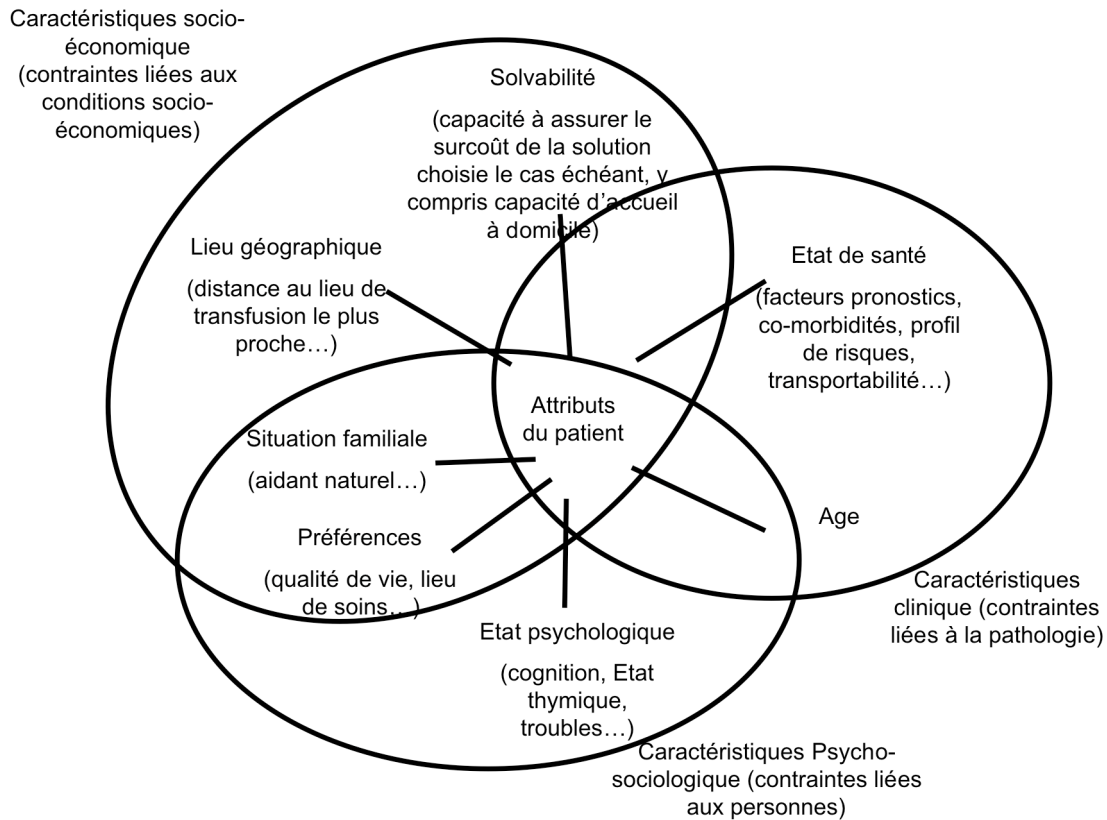 Caractéristiques socio-
économique
(contraintes liées aux
conditions socio-
économiques)
Solvabilité
(capacité à assurer le
surcoût de la solution
choisie le cas échéant, y
compris capacité d’accueil
à domicile)
Lieu géographique
(distance au lieu de
transfusion le plus
proche…)
Etat de santé
(facteurs pronostics,
co-morbidités, profil
de risques,
transportabilité…)
Attributs
du patient
Situation familiale
(aidant naturel…)
Préférences
(qualité de vie, lieu
de soins…)
Age
Etat psychologique
(cognition, Etat
thymique,
troubles…)
Caractéristiques
clinique (contraintes
liées à la pathologie)
Caractéristiques Psycho-
sociologique (contraintes liées
aux personnes)